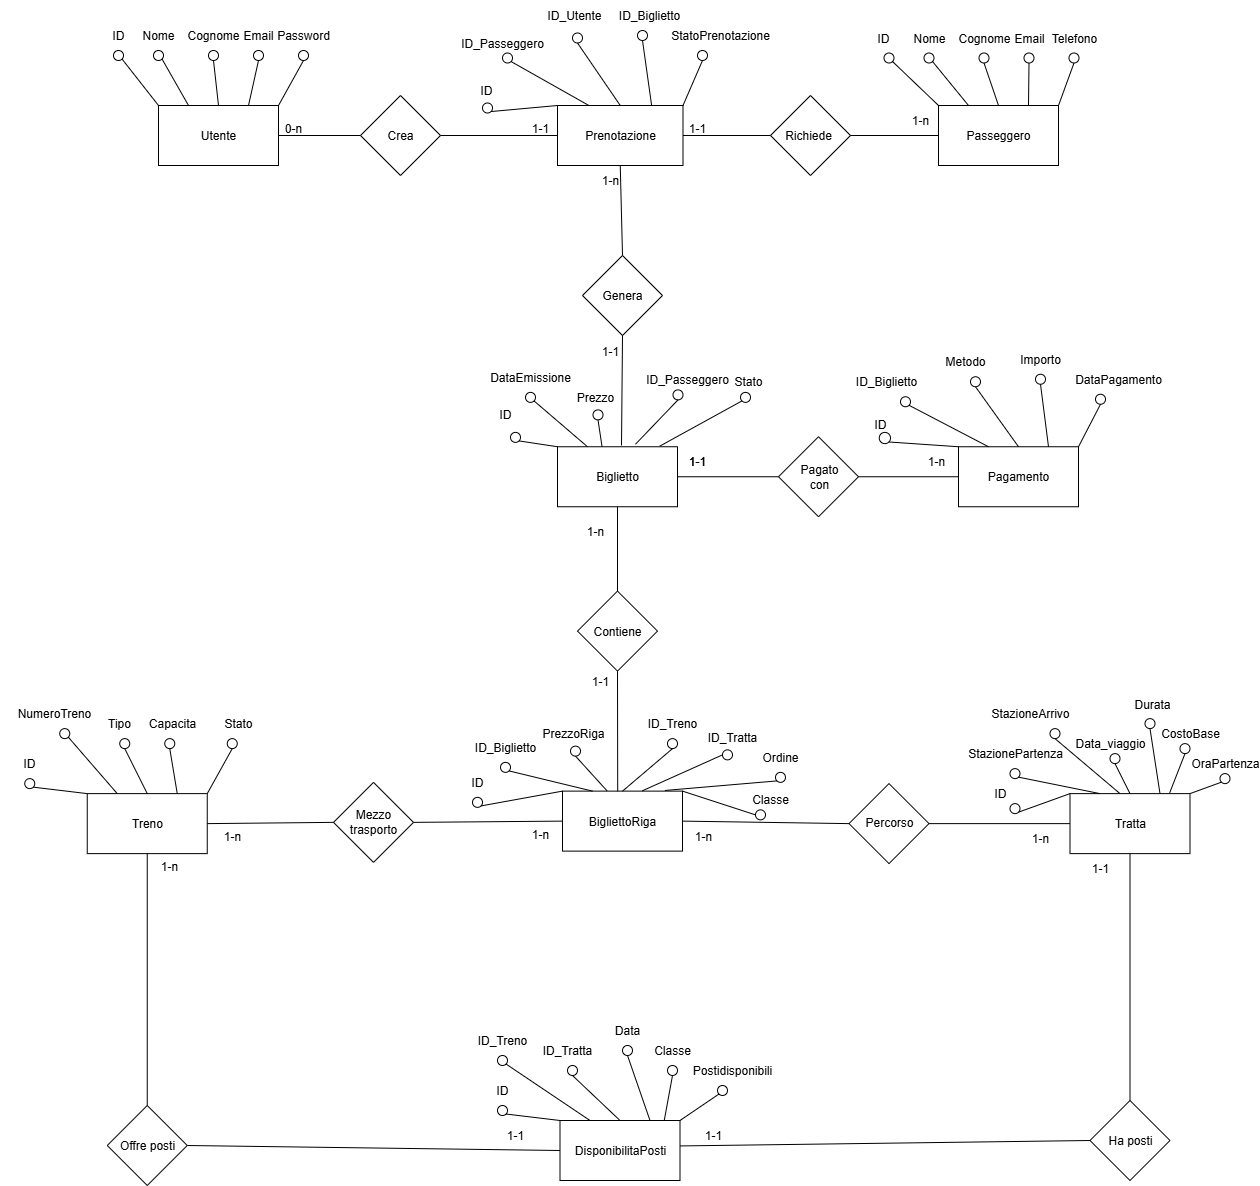 ID_Utente
ID_Biglietto
ID
Nome
Cognome
Email
Password
ID_Passeggero
StatoPrenotazione
ID
Nome
Cognome
Email
Telefono
ID
Utente
0-n
Crea
1-1
Prenotazione
1-1
Richiede
1-n
Passeggero
1-n
Genera
1-1
DataEmissione
Prezzo
ID_Passeggero
Stato
ID
ID_Biglietto
Metodo
Importo
DataPagamento
ID
Biglietto
1-1
Pagato
con
1-n
Pagamento
1-n
Contiene
1-1
NumeroTreno
Tipo
Capacita
Stato
ID
ID_Biglietto
PrezzoRiga
ID_Treno
ID_Tratta
Ordine
ID
Classe
StazioneArrivo
Durata
StazionePartenza
Data_viaggio
CostoBase
OraPartenza
ID
Treno
1-n
Mezzo
trasporto
1-n
BigliettoRiga
1-n
Percorso
1-n
Tratta
1-n
1-1
ID_Treno
ID_Tratta
Data
Classe
Postidisponibili
ID
Offre posti
1-1
DisponibilitaPosti
1-1
Ha posti